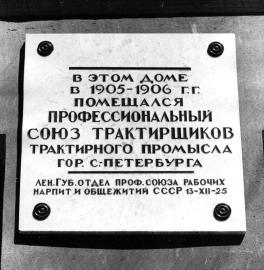 В ЭТОМ ДОМЕ
В 1905-1906 Г.Г.
ПОМЕЩАЛСЯ
ПРОФЕССИОНАЛЬНЫЙ
СОЮЗ ТРАКТИРЩИКОВ
ТРАКТИРНОГО ПРОМЫСЛА
ГОР. С.-ПЕТЕРБУРГА
ЛЕН. ГУБ. ОТДЕЛ ПРОФ. СОЮЗА РАБОЧИХ
НАРПИТ И ОБЩЕЖИТИЙ СССР 13-XII-25